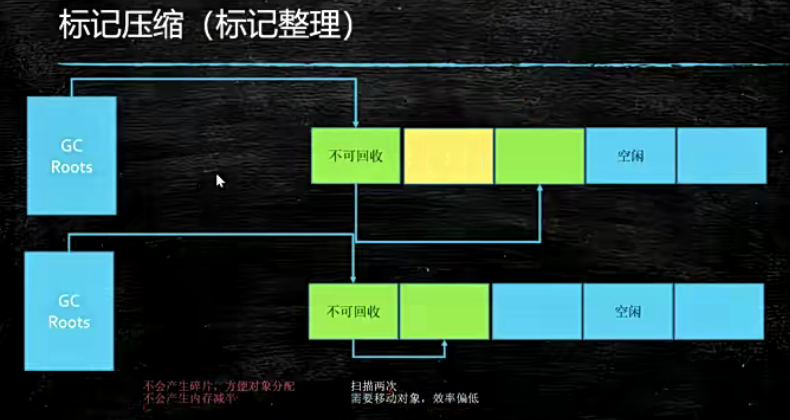 标记压缩（标记整理）
GC
Roots
不可回收
空闲
GC
Roots
不可回收
空闲
不会产生碎片，方便对象分配
不会产生内存减半
扫描两次
需要移动对象，效率偏低